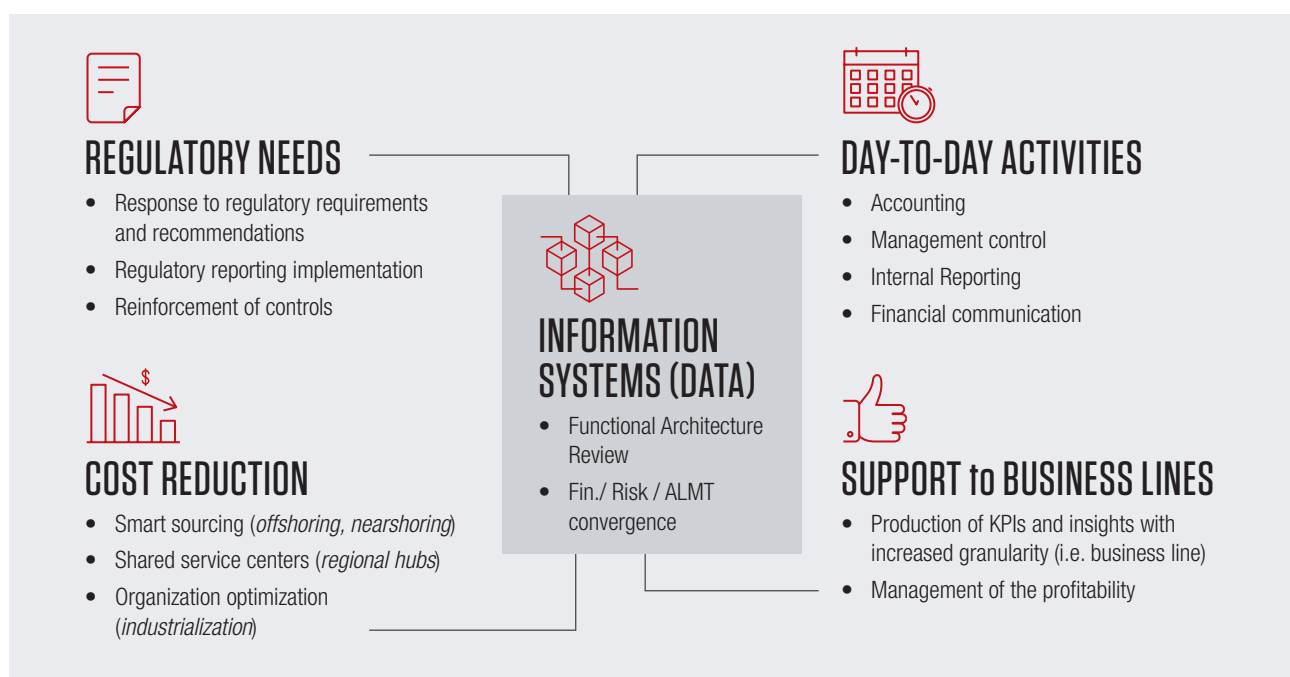 REGULATORY NEEDS
• Response to regulatory requirements
and recommendations
• Regulatory reporting implementation
• Reinforcement of controls
DAY-TO-DAY ACTIVITIES
• Accounting
• Management control
• Internal Reporting
• Financial communication
INFORMATION
SYSTEMS (DATA)
• Functional Architecture
Review
• Fin./ Risk / ALMT
convergence
$
COST REDUCTION
• Smart sourcing (offshoring, nearshoring)
• Shared service centers (regional hubs)
• Organization optimization
(industrialization)
SUPPORT to BUSINESS LINES
• Production of KPIs and insights with
increased granularity (i.e. business line)
• Management of the profitability